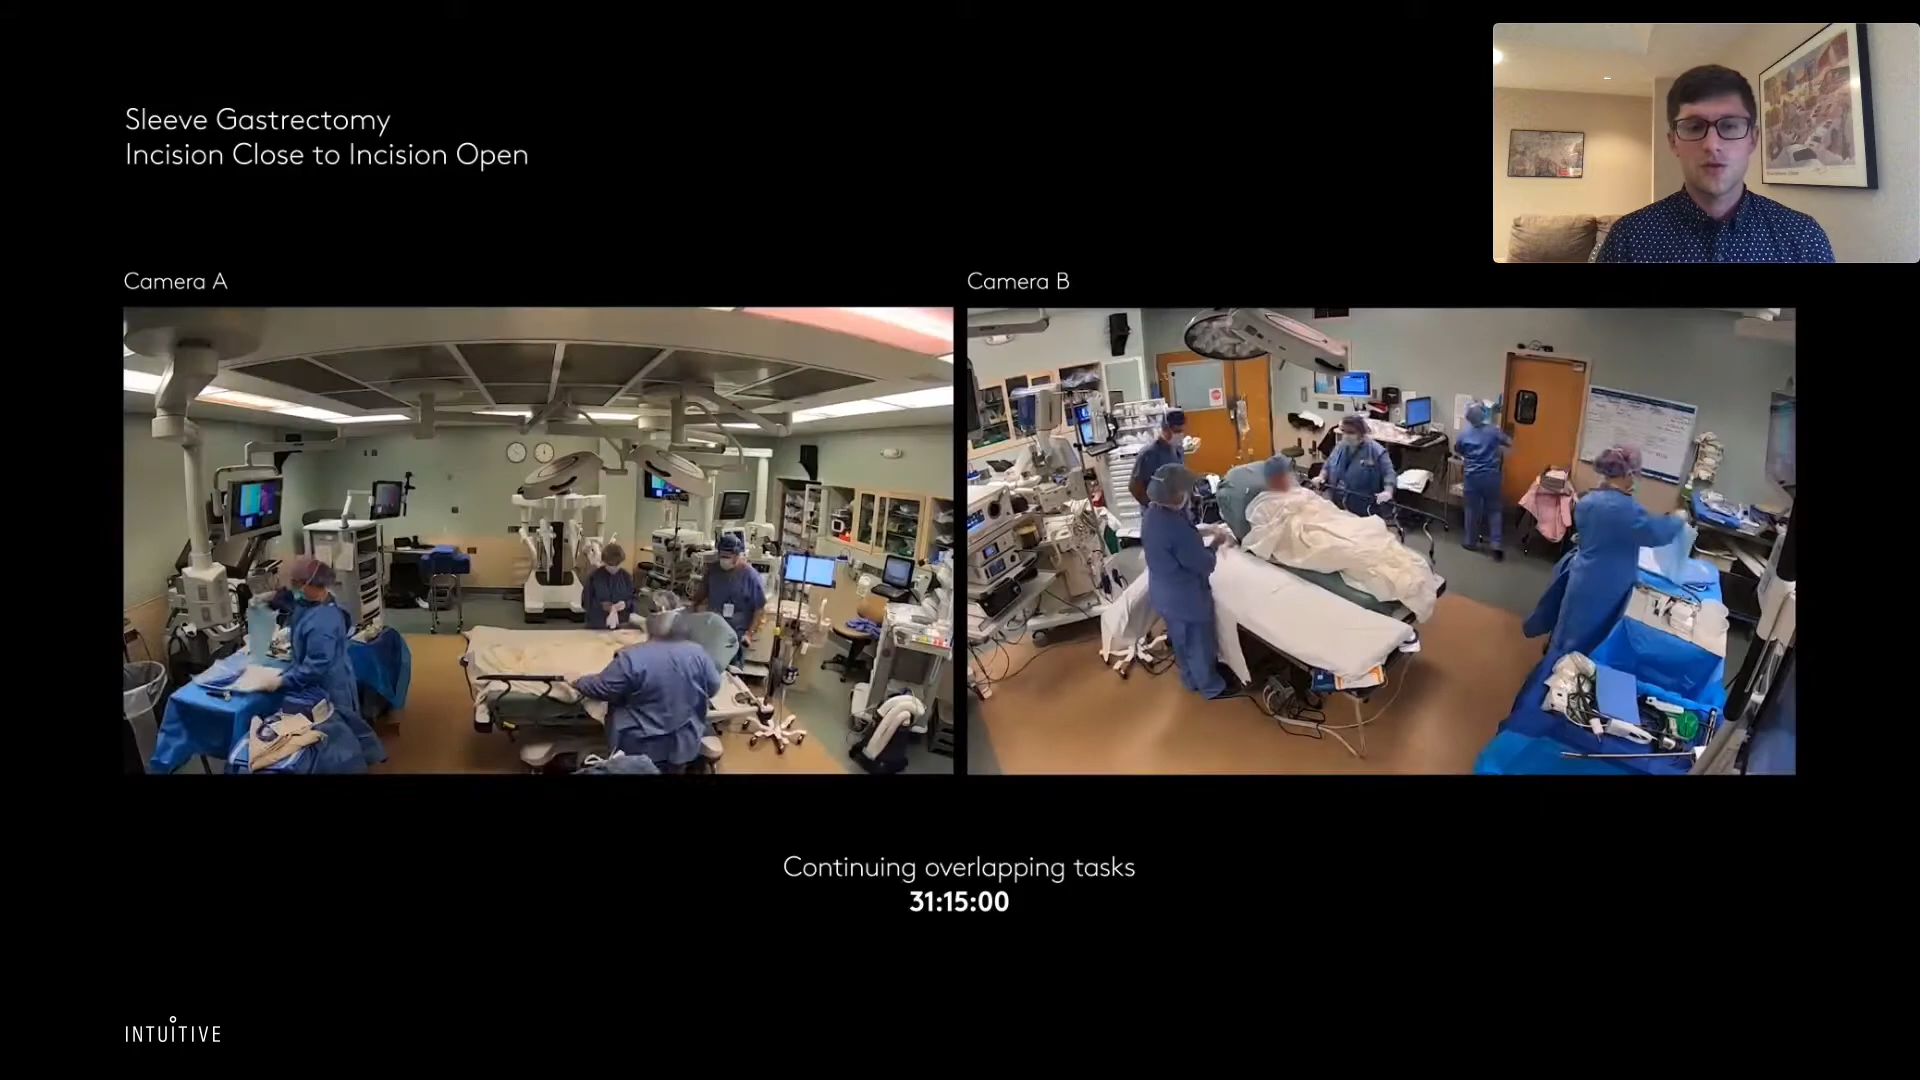 Sleeve Gastrectomy
Incision Close to Incision Open
Camera A
Camera B
Continuing overlapping tasks
31:15:00
INTUITIVE